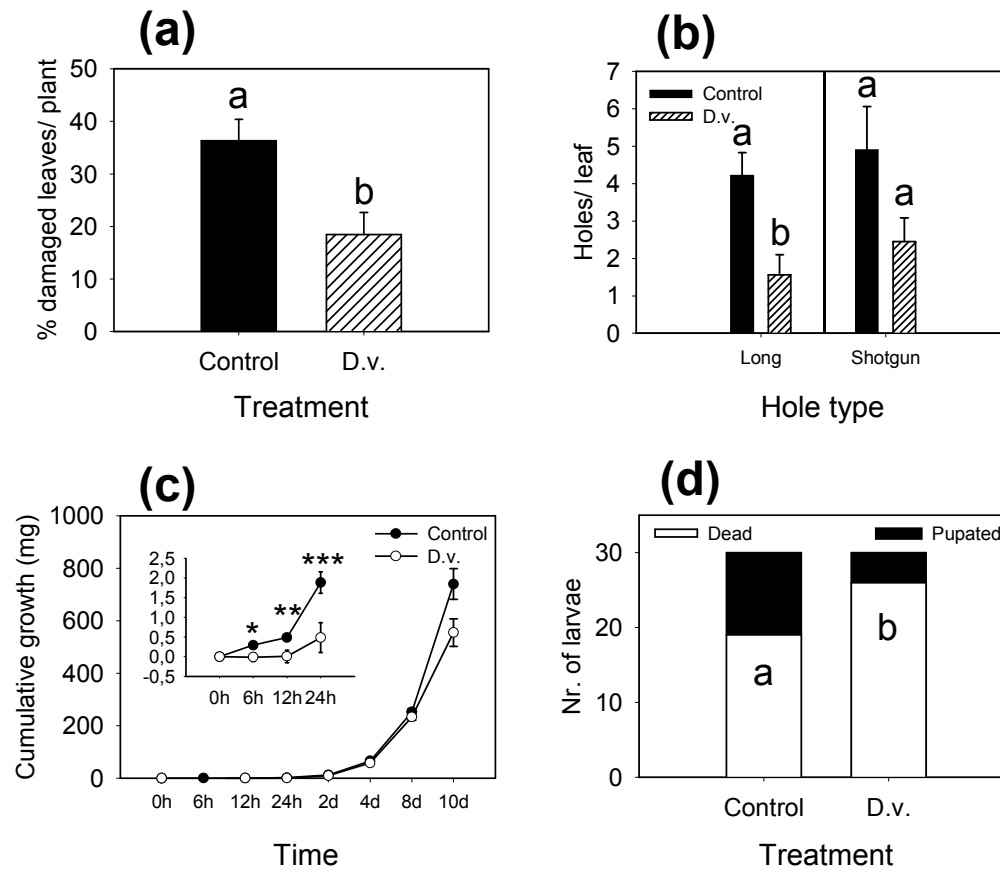 (a)
% damaged leaves/ plant
50
40
30
20
10
0
a
b
Control D.v.
Treatment
(b)
Holes/ leaf
7
6
5
4
3
2
1
0
Control
D.v.
a
b
a
a
Long Shotgun
Hole type
(c)
Cumulative growth (mg)
1000
800
600
400
200
0
Control
D.v.
2,5
2,0
1,5
1,0
0,5
0,0
-0,5
*
**
***
0h 6h 12h 24h
0h 6h 12h 24h 2d 4d 8d 10d
Time
(d)
Nr. of larvae
30
20
10
0
Dead Pupated
a
b
Control D.v.
Treatment